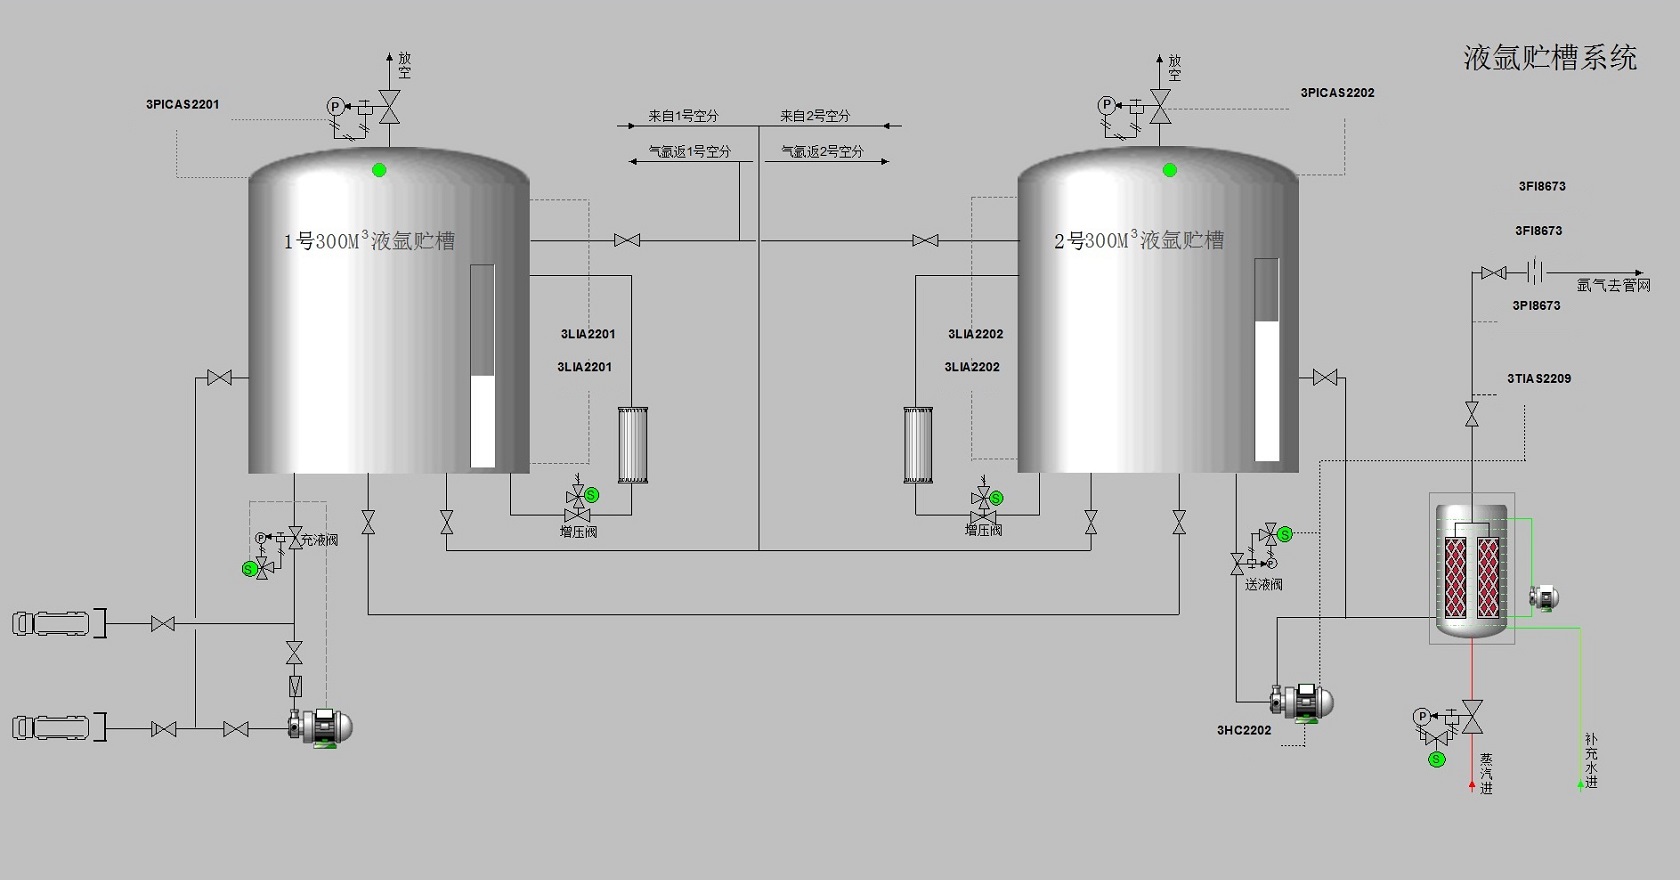 液氩贮槽系统
放空
放空
3PICAS2201
3PICAS2202
P
P
来自1号空分
来自2号空分
气氩返1号空分
气氩返2号空分
3FI8673
3FI8673
1号300M³液氩贮槽
2号300M³液氩贮槽
氩气去管网
3PI8673
3LIA2201
3LIA2202
3LIA2201
3LIA2202
3TIAS2209
S
S
增压阀
增压阀
P
充液阀
S
S
P
送液阀
3HC2202
P
S
蒸汽进
补充水进